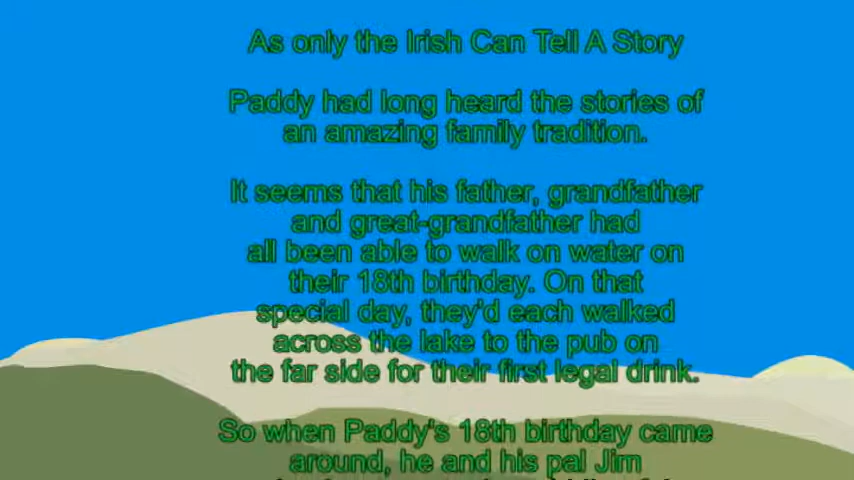 As only the Irish Can Tell A Story
Paddy had long heard the stories of
an amazing family tradition.
It seems that his father, grandfather
and great-grandfather had
all been able to walk on water on
their 18th birthday. On that
special day, they'd each walked
across the lake to the pub on
the far side for their first legal drink.
So when Paddy's 18th birthday came
around, he and his pal Jim